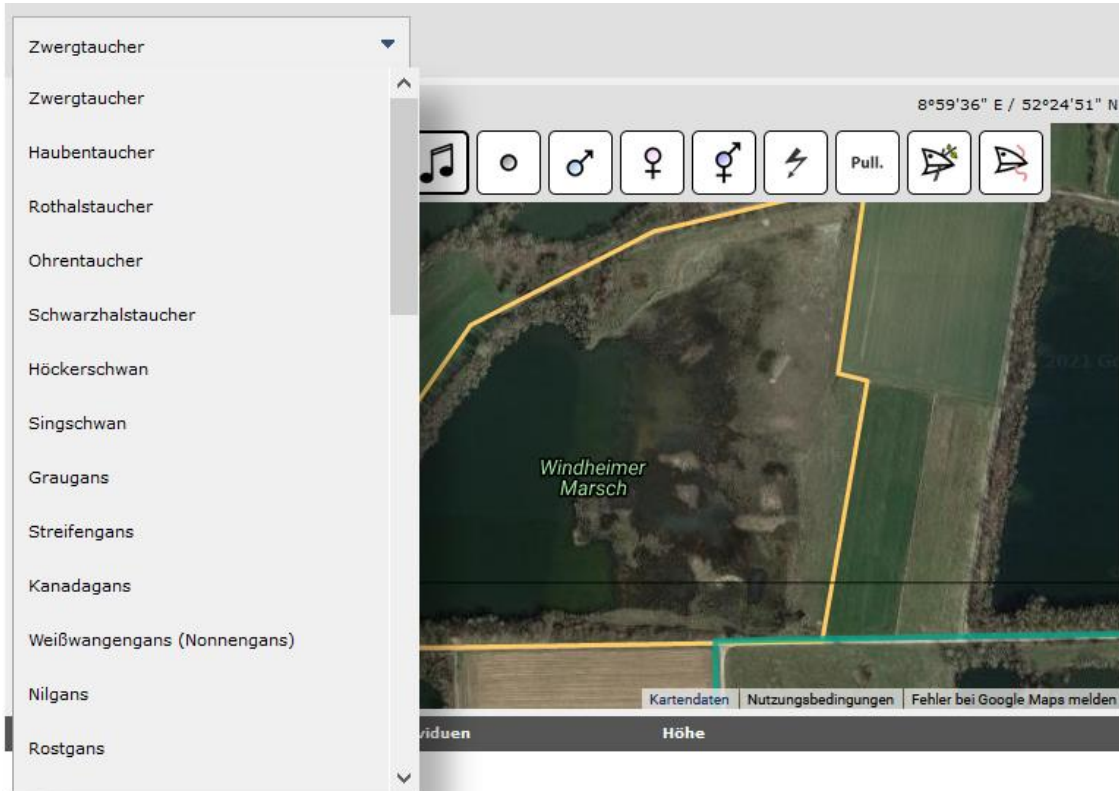 Zwergtaucher
Zwergtaucher
Haubentaucher
Rothalstaucher
Ohrentaucher
Schwarzhalstaucher
Höckerschwan
Singschwan
Graugans
Streifengans
Kanadagans
Weißwangengans (Nonnengans)
Nilgans
Rostgans
8°59'36" E / 52°24'51" N
Pull.
Windheimer
Marsch
Kartendaten Nutzungsbedingungen Fehler bei Google Maps melden
viduen Höhe